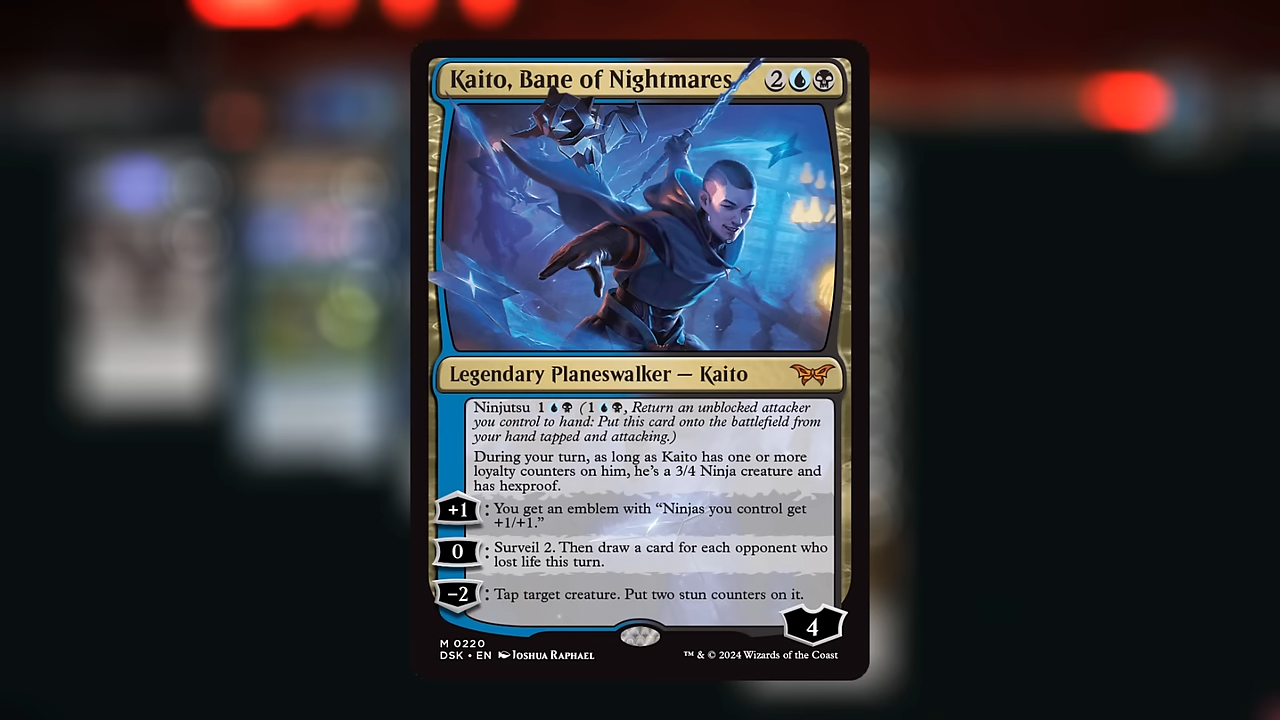 Kaito, Bane of Nightmares 2
Legendary Planeswalker — Kaito
Ninjutsu 1 (1 , Return an unblocked attacker
you control to hand: Put this card onto the battlefield from
your hand tapped and attacking.)
During your turn, as long as Kaito has one or more
loyalty counters on him, he's a 3/4 Ninja creature and
has hexproof.
+1 : You get an emblem with “Ninjas you control get
+1/+1.”
0 : Surveil 2. Then draw a card for each opponent who
lost life this turn.
−2 : Tap target creature. Put two stun counters on it.
4
M 0220
DSK • EN Joshua Raphael
™ & © 2024 Wizards of the Coast